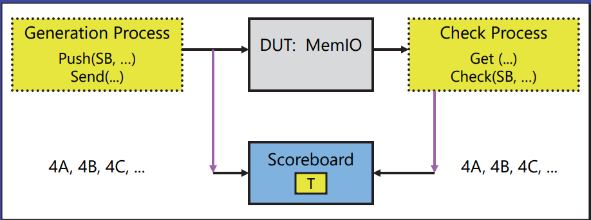 Generation Process
Push(SB, ...)
Send(...)
DUT: MemIO
Check Process
Get (...)
Check(SB, ...)
4A, 4B, 4C, ...
Scoreboard
T
4A, 4B, 4C, ...